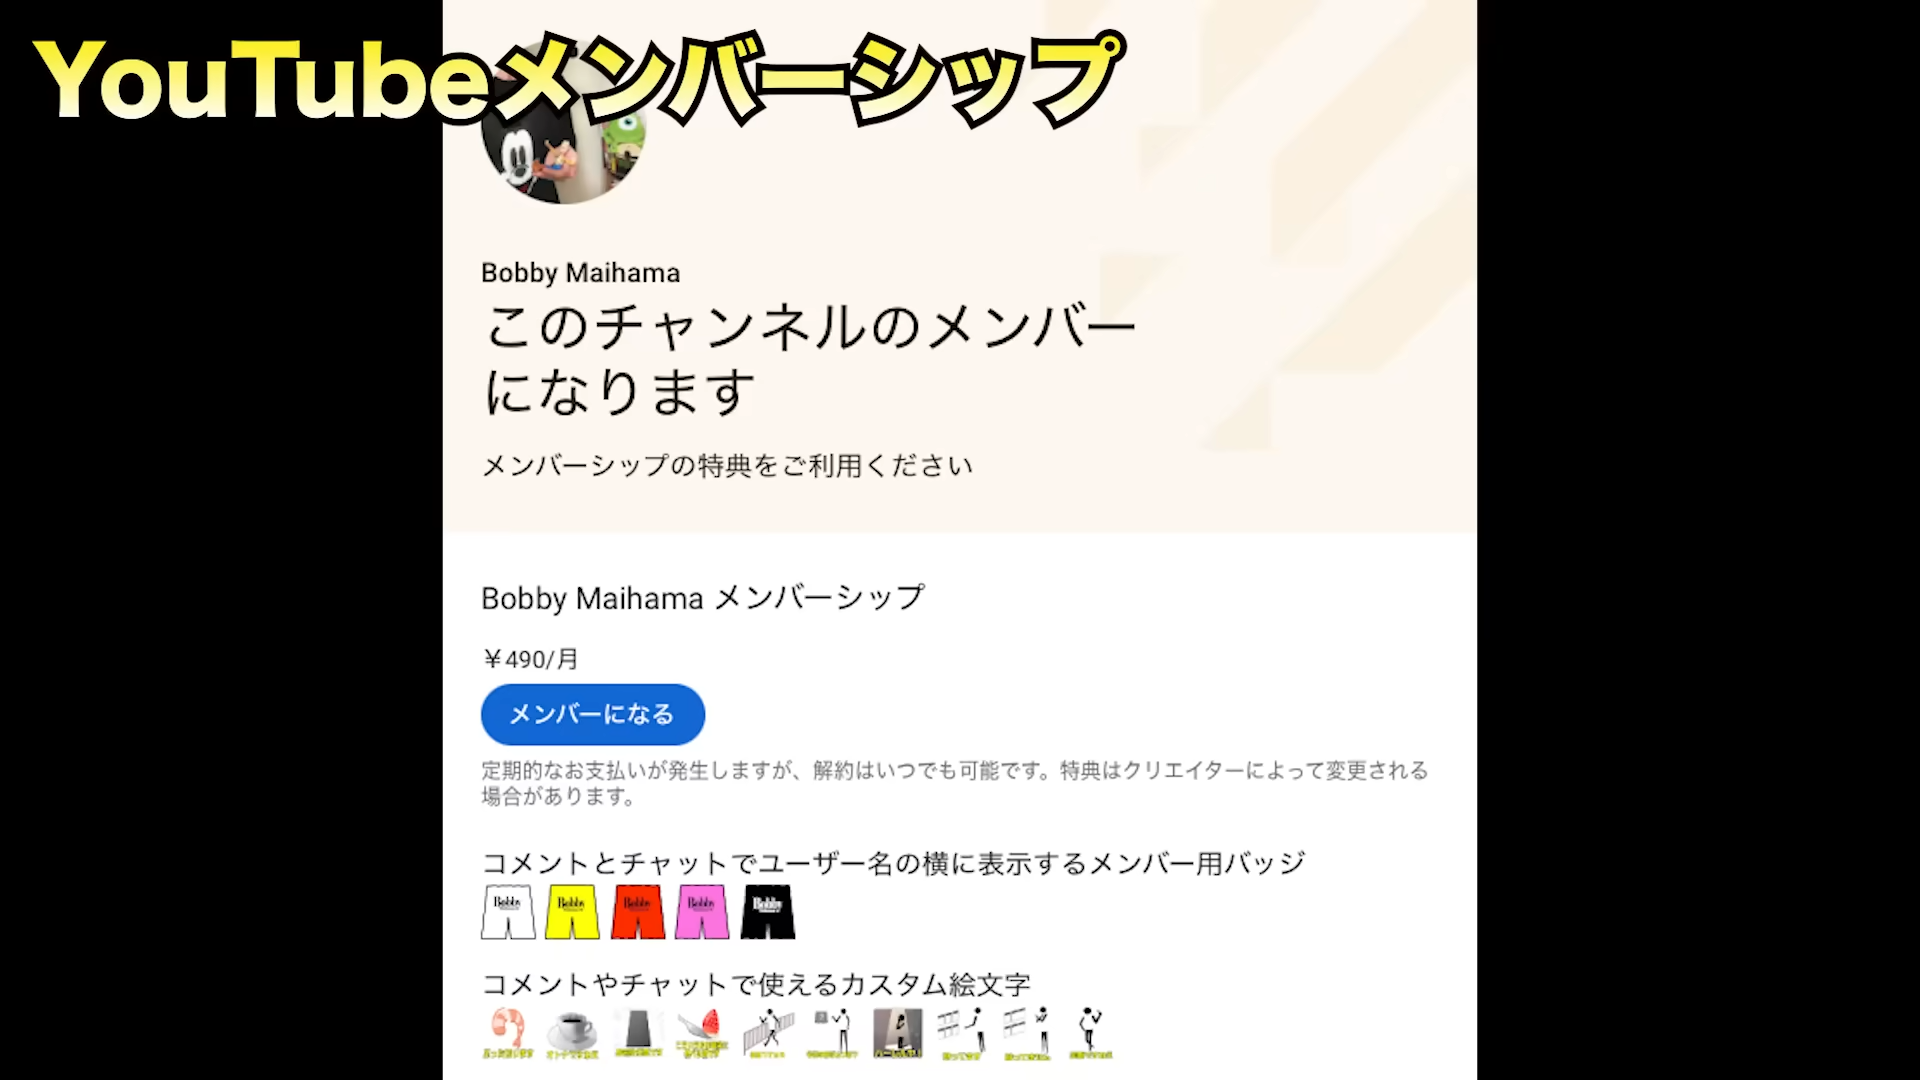 YouTubeメンバーシップ
Bobby Maihama
このチャンネルのメンバー
になります
メンバーシップの特典をご利用ください
Bobby Maihama メンバーシップ
￥490/月
メンバーになる
定期的なお支払いが発生しますが、解約はいつでも可能です。特典はクリエイターによって変更される
場合があります。
コメントとチャットでユーザー名の横に表示するメンバー用バッジ
Bobby Bobby Bobby Bobby Bobby
コメントやチャットで使えるカスタム絵文字